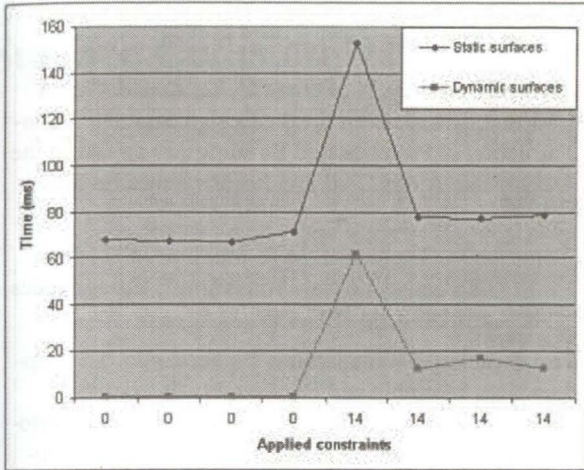 160
140
120
100
80
60
40
20
0
Time (ms)
Static surfaces
Dynamic surfaces
0 0 0 0 14 14 14 14
Applied constraints